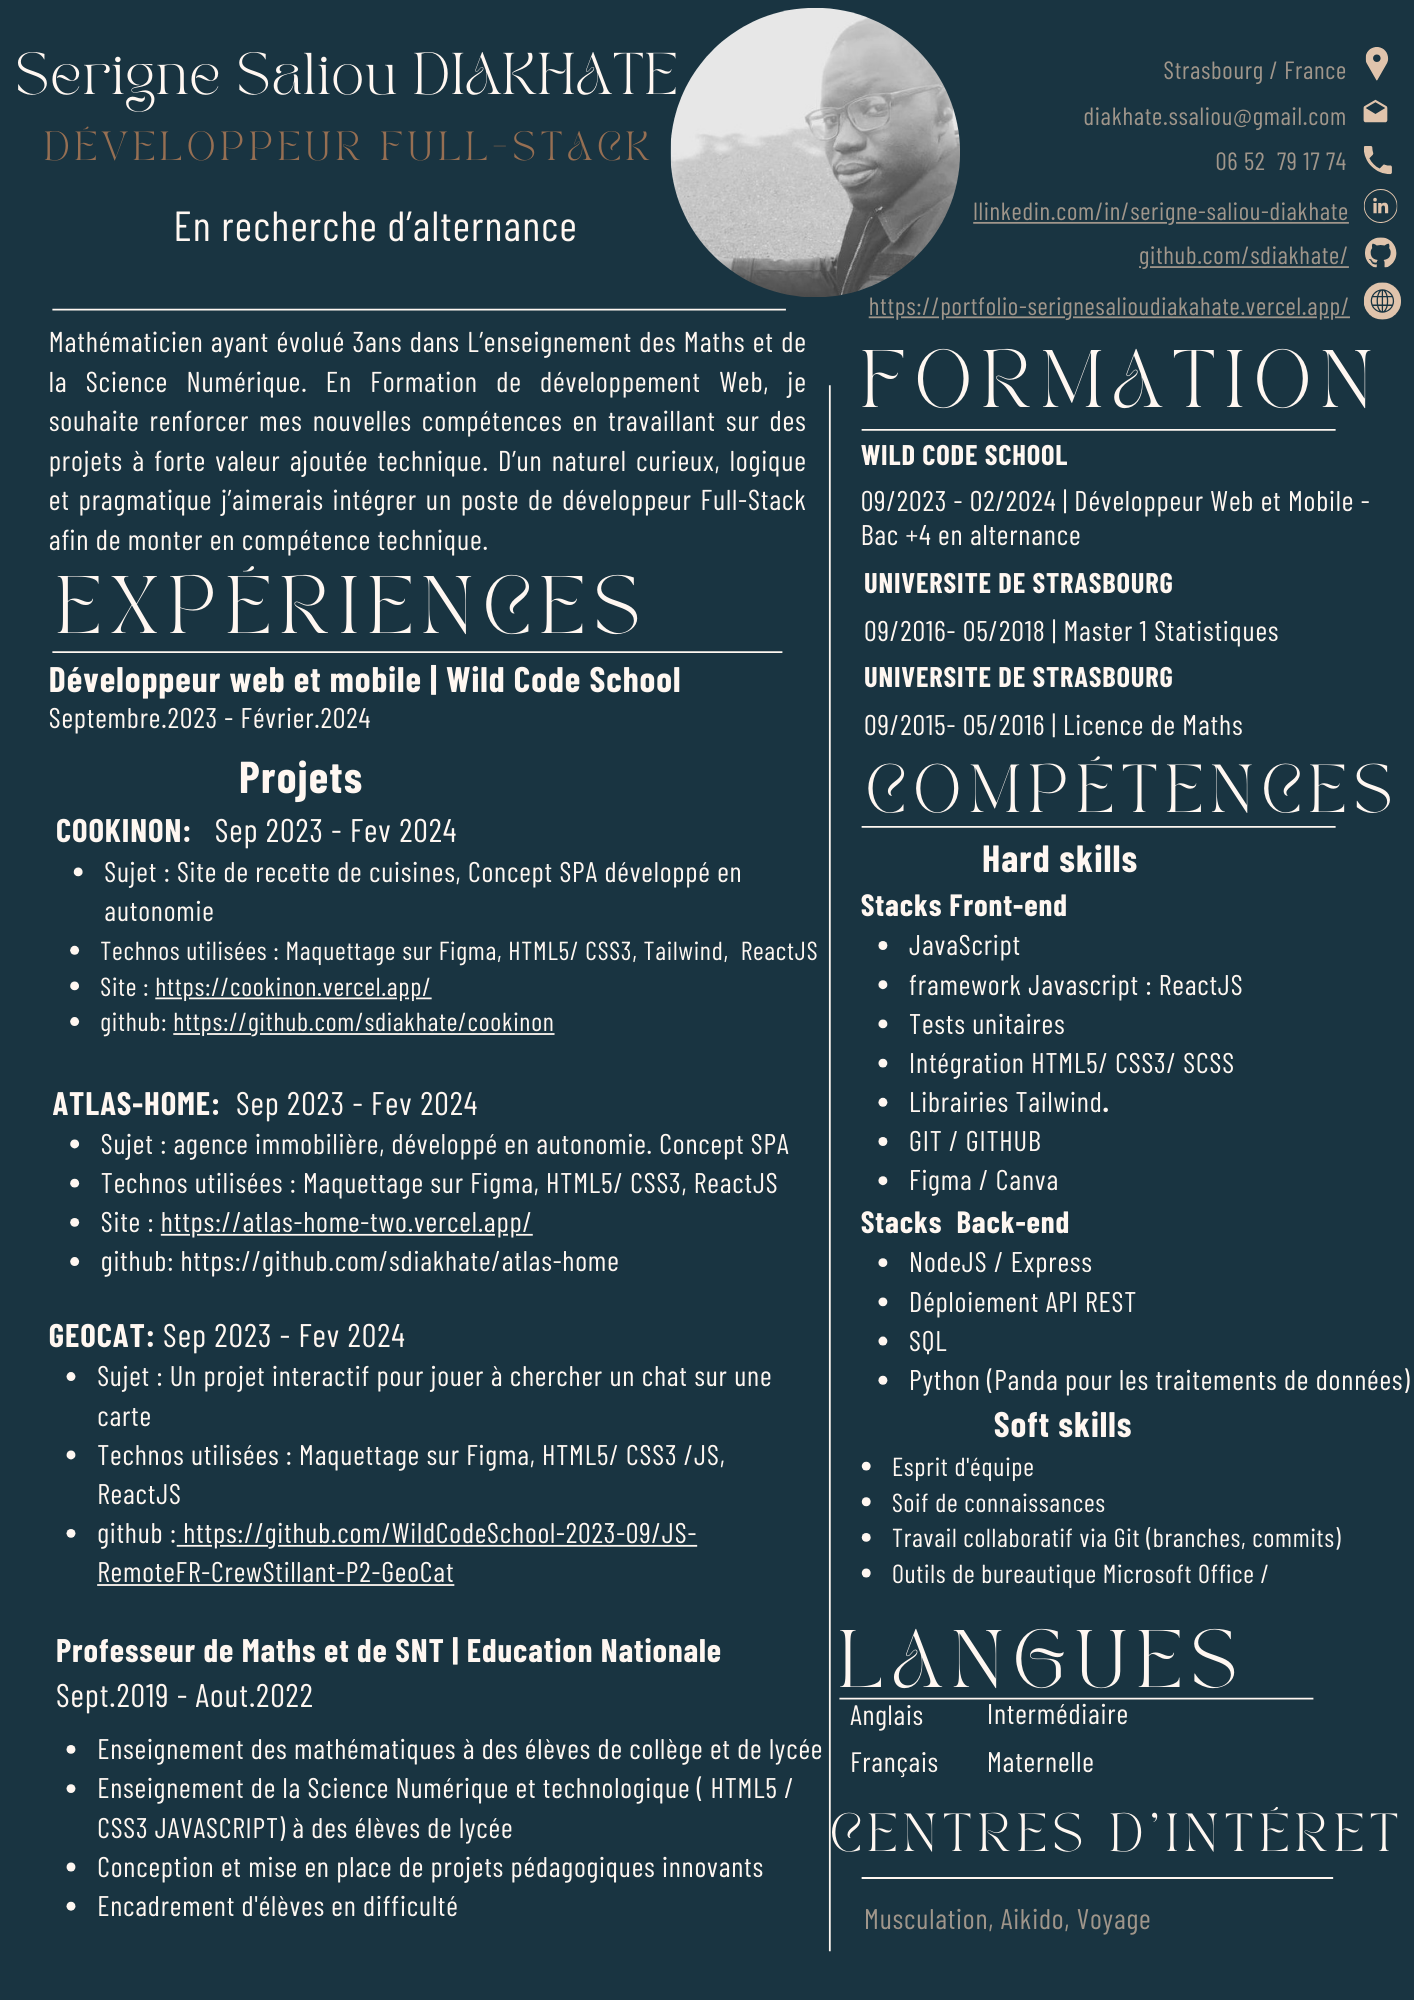 Serigne Saliou DIAKHATE
DÉVELOPPEUR FULL-STACK
En recherche d’alternance
Strasbourg / France
diakhate.ssaliou@gmail.com
06 52  79 17 74
llinkedin.com/in/serigne-saliou-diakhate
in
github.com/sdiakhate/
https://portfolio-serignesalioudiakahate.vercel.app/
Mathématicien ayant évolué 3ans dans L’enseignement des Maths et de
la Science Numérique. En Formation de développement Web, je
souhaite renforcer mes nouvelles compétences en travaillant sur des
projets à forte valeur ajoutée technique. D’un naturel curieux, logique
et pragmatique j’aimerais intégrer un poste de développeur Full-Stack
afin de monter en compétence technique.
EXPÉRIENCES
Développeur web et mobile | Wild Code School
Septembre.2023 - Février.2024
Projets
COOKINON:   Sep 2023 - Fev 2024
• Sujet : Site de recette de cuisines, Concept SPA développé en
autonomie
• Technos utilisées : Maquettage sur Figma, HTML5/ CSS3, Tailwind,  ReactJS
• Site : https://cookinon.vercel.app/
• github: https://github.com/sdiakhate/cookinon
ATLAS-HOME:  Sep 2023 - Fev 2024
• Sujet : agence immobilière, développé en autonomie. Concept SPA
• Technos utilisées : Maquettage sur Figma, HTML5/ CSS3, ReactJS
• Site : https://atlas-home-two.vercel.app/
• github: https://github.com/sdiakhate/atlas-home
GEOCAT: Sep 2023 - Fev 2024
• Sujet : Un projet interactif pour jouer à chercher un chat sur une
carte
• Technos utilisées : Maquettage sur Figma, HTML5/ CSS3 /JS,
ReactJS
• github : https://github.com/WildCodeSchool-2023-09/JS-
RemoteFR-CrewStillant-P2-GeoCat
Professeur de Maths et de SNT | Education Nationale
Sept.2019 - Aout.2022
• Enseignement des mathématiques à des élèves de collège et de lycée
• Enseignement de la Science Numérique et technologique ( HTML5 /
CSS3 JAVASCRIPT) à des élèves de lycée
• Conception et mise en place de projets pédagogiques innovants
• Encadrement d'élèves en difficulté
FORMATION
WILD CODE SCHOOL
09/2023 - 02/2024 | Développeur Web et Mobile -
Bac +4 en alternance
UNIVERSITE DE STRASBOURG
09/2016- 05/2018 | Master 1 Statistiques
UNIVERSITE DE STRASBOURG
09/2015- 05/2016 | Licence de Maths
COMPÉTENCES
Hard skills
Stacks Front-end
• JavaScript
• framework Javascript : ReactJS
• Tests unitaires
• Intégration HTML5/ CSS3/ SCSS
• Librairies Tailwind.
• GIT / GITHUB
• Figma / Canva
Stacks  Back-end
• NodeJS / Express
• Déploiement API REST
• SQL
• Python (Panda pour les traitements de données)
Soft skills
• Esprit d'équipe
• Soif de connaissances
• Travail collaboratif via Git (branches, commits)
• Outils de bureautique Microsoft Office /
LANGUES
Anglais Intermédiaire
Français Maternelle
CENTRES D’INTÉRET
Musculation, Aikido, Voyage